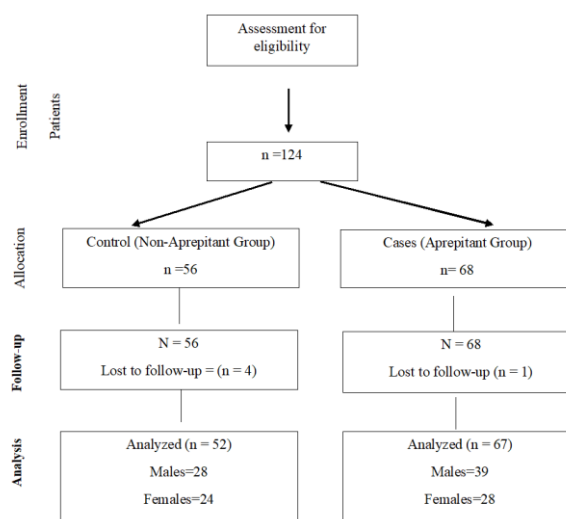 Assessment for
eligibility
Enrollment
Patients
n =124
Allocation
Control (Non-Aprepitant Group)
n =56
Cases (Aprepitant Group)
n= 68
Follow-up
N = 56
Lost to follow-up = (n = 4)
N = 68
Lost to follow-up (n = 1)
Analysis
Analyzed (n = 52)
Males=28
Females=24
Analyzed (n = 67)
Males=39
Females=28